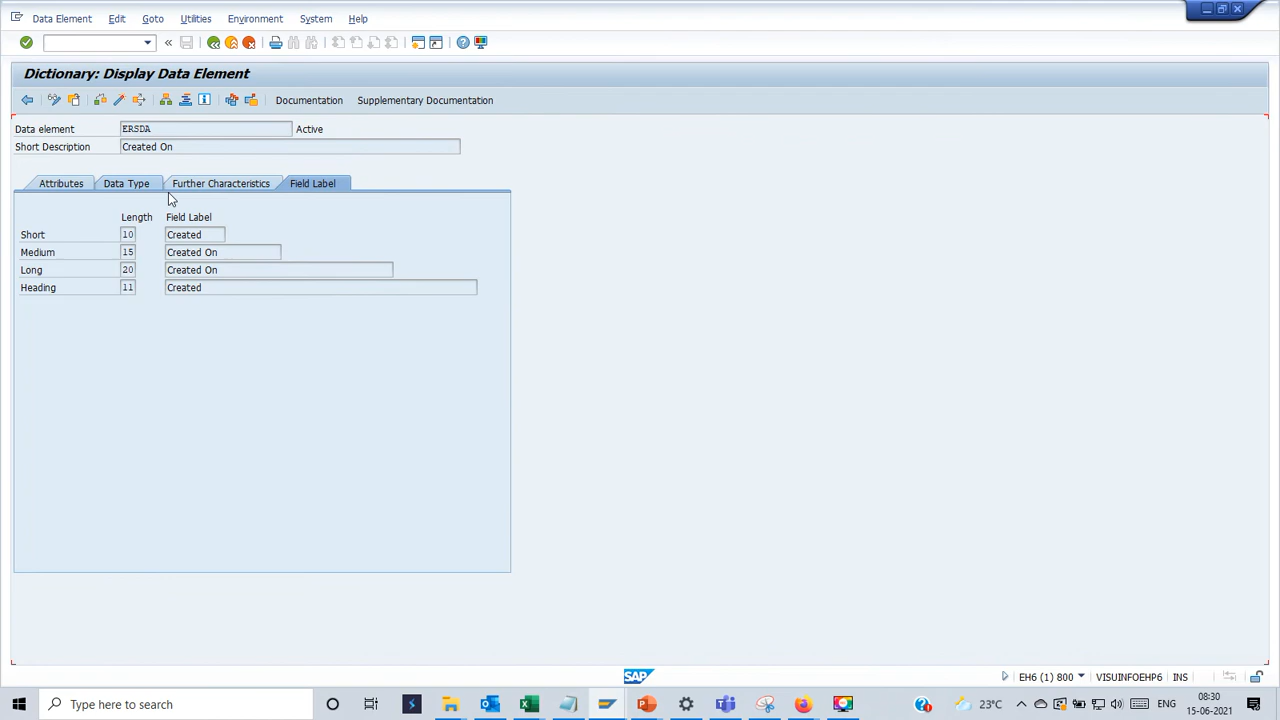 Data Element Edit Goto Utilities Environment System Help
Dictionary: Display Data Element
Documentation Supplementary Documentation
Data element ERSDA Active
Short Description Created On
Attributes Data Type Further Characteristics Field Label
Length Field Label
Short 10 Created
Medium 15 Created On
Long 20 Created On
Heading 11 Created
SAP
EH6 (1) 800 VISUINFOEHP6 INS
Type here to search
23°C ENG 08:30
15-06-2021